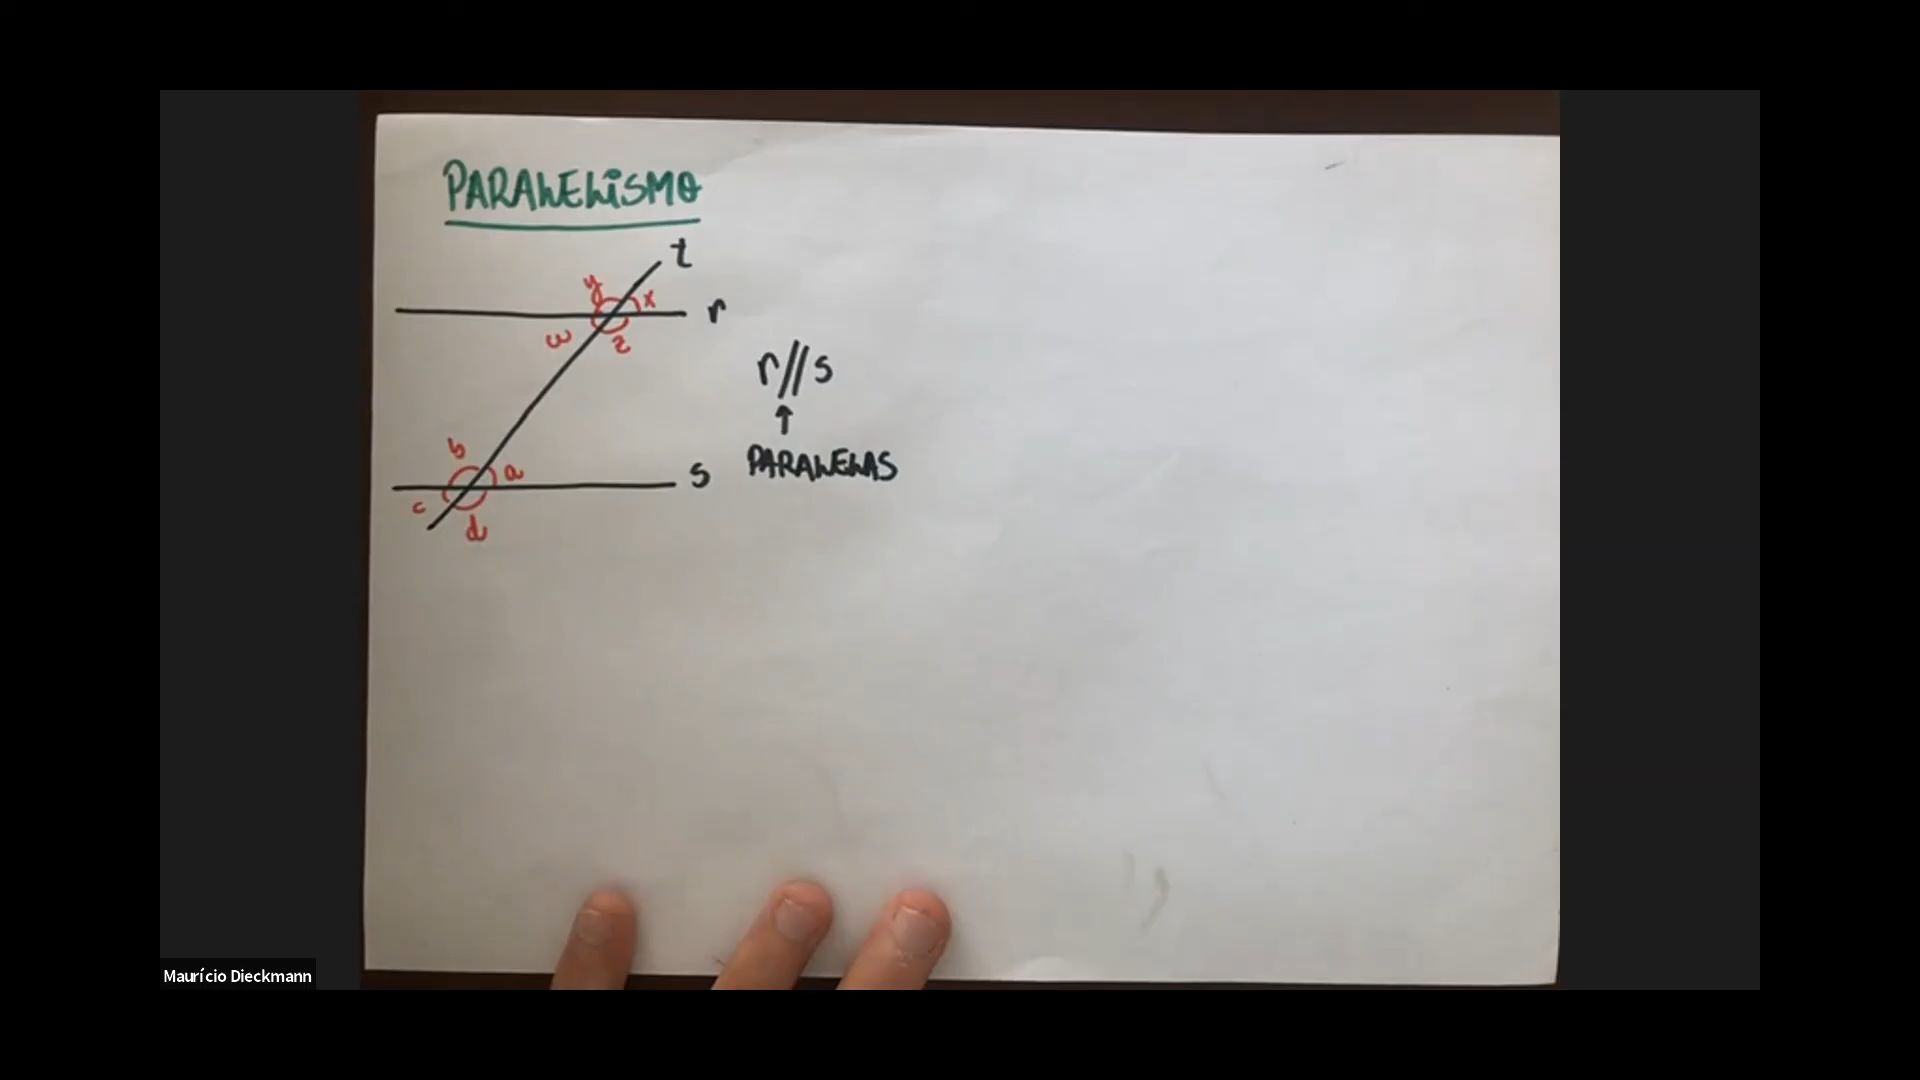 PARALELISMO
t
y x
r
w z
r//s
↑
b
a
s
PARALELAS
c
d
Maurício Dieckmann